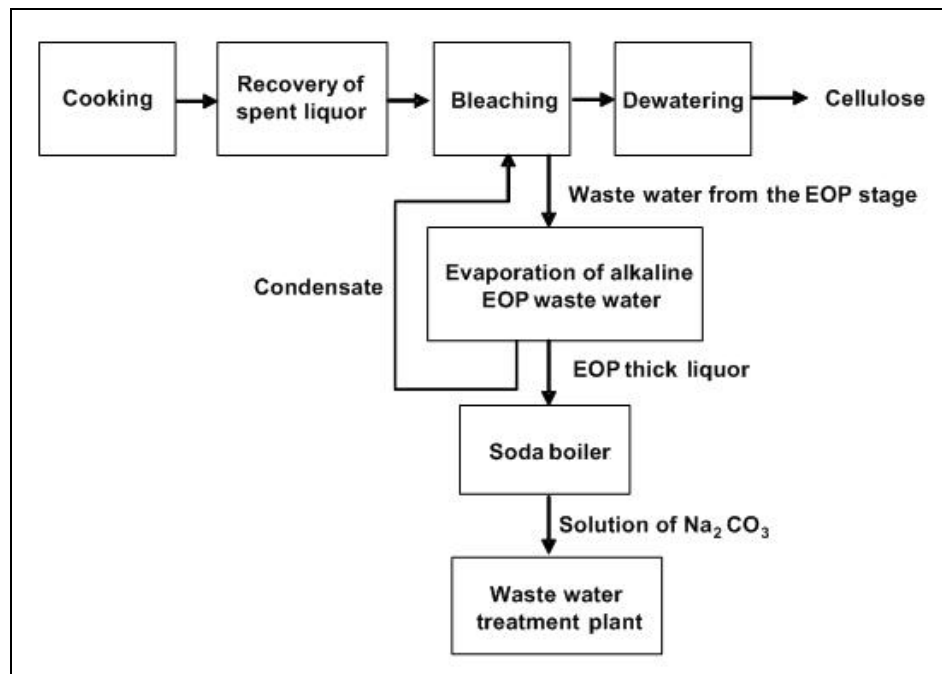 Cooking
Recovery of
spent liquor
Bleaching
Dewatering
Cellulose
Waste water from the EOP stage
Evaporation of alkaline
EOP waste water
Condensate
EOP thick liquor
Soda boiler
Solution of Na₂CO₃
Waste water
treatment plant